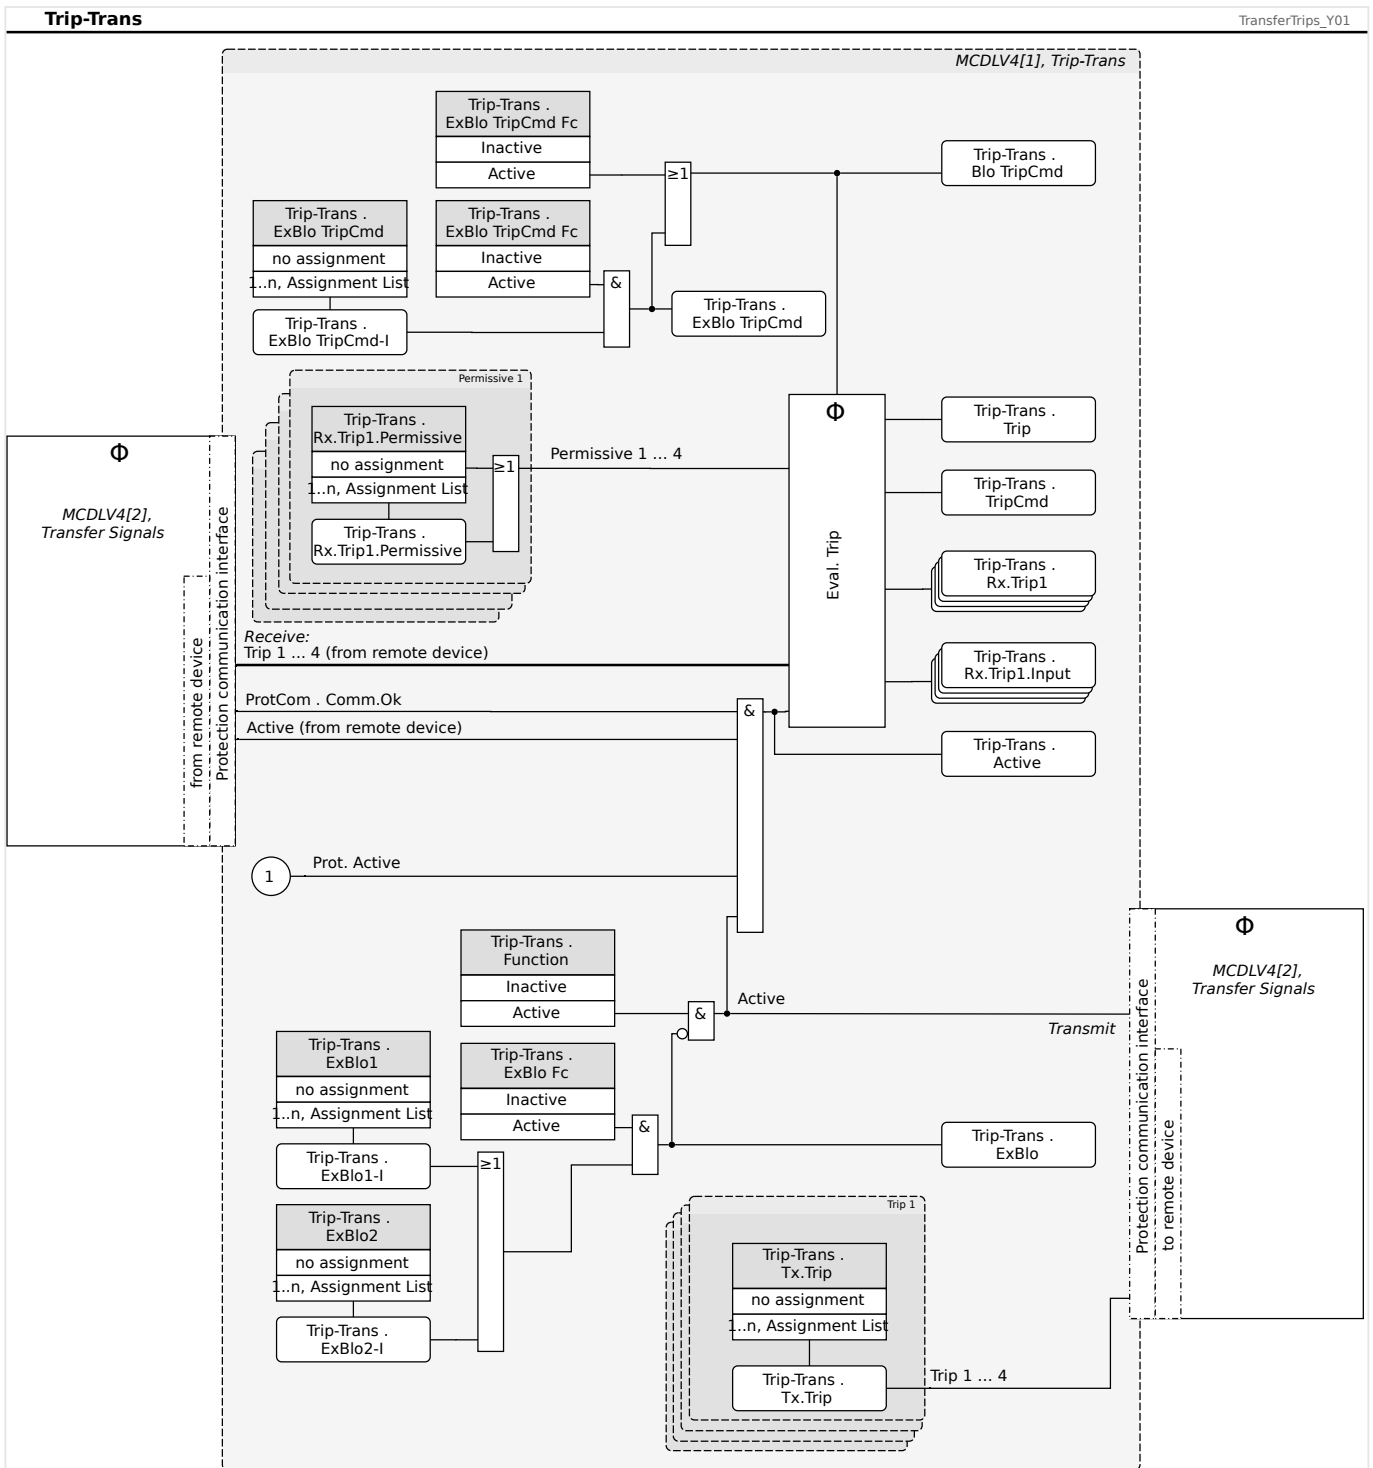 Trip-Trans
TransferTrips_Y01
MCDLV4[1], Trip-Trans
Trip-Trans .
ExBlo TripCmd Fc
Inactive
Active
≥1
Trip-Trans .
Blo TripCmd
Trip-Trans .
ExBlo TripCmd
no assignment
1..n, Assignment List
Trip-Trans .
ExBlo TripCmd-I
Trip-Trans .
ExBlo TripCmd Fc
Inactive
Active
&
Trip-Trans .
ExBlo TripCmd
Permissive 1
Trip-Trans .
Rx.Trip1.Permissive
no assignment
1..n, Assignment List
Trip-Trans .
Rx.Trip1.Permissive
≥1
Permissive 1 ... 4
Φ
Eval. Trip
Trip-Trans .
Trip
Trip-Trans .
TripCmd
Trip-Trans .
Rx.Trip1
Trip-Trans .
Rx.Trip1.Input
Trip-Trans .
Active
Φ
MCDLV4[2],
Transfer Signals
from remote device
Protection communication interface
Receive:
Trip 1 ... 4 (from remote device)
ProtCom . Comm.Ok
Active (from remote device)
&
1
Prot. Active
Trip-Trans .
Function
Inactive
Active
&
Active
Transmit
Φ
MCDLV4[2],
Transfer Signals
Protection communication interface
to remote device
Trip-Trans .
ExBlo1
no assignment
1..n, Assignment List
Trip-Trans .
ExBlo1-I
Trip-Trans .
ExBlo Fc
Inactive
Active
&
≥1
Trip-Trans .
ExBlo
Trip-Trans .
ExBlo2
no assignment
1..n, Assignment List
Trip-Trans .
ExBlo2-I
Trip 1
Trip-Trans .
Tx.Trip
no assignment
1..n, Assignment List
Trip-Trans .
Tx.Trip
Trip 1 ... 4